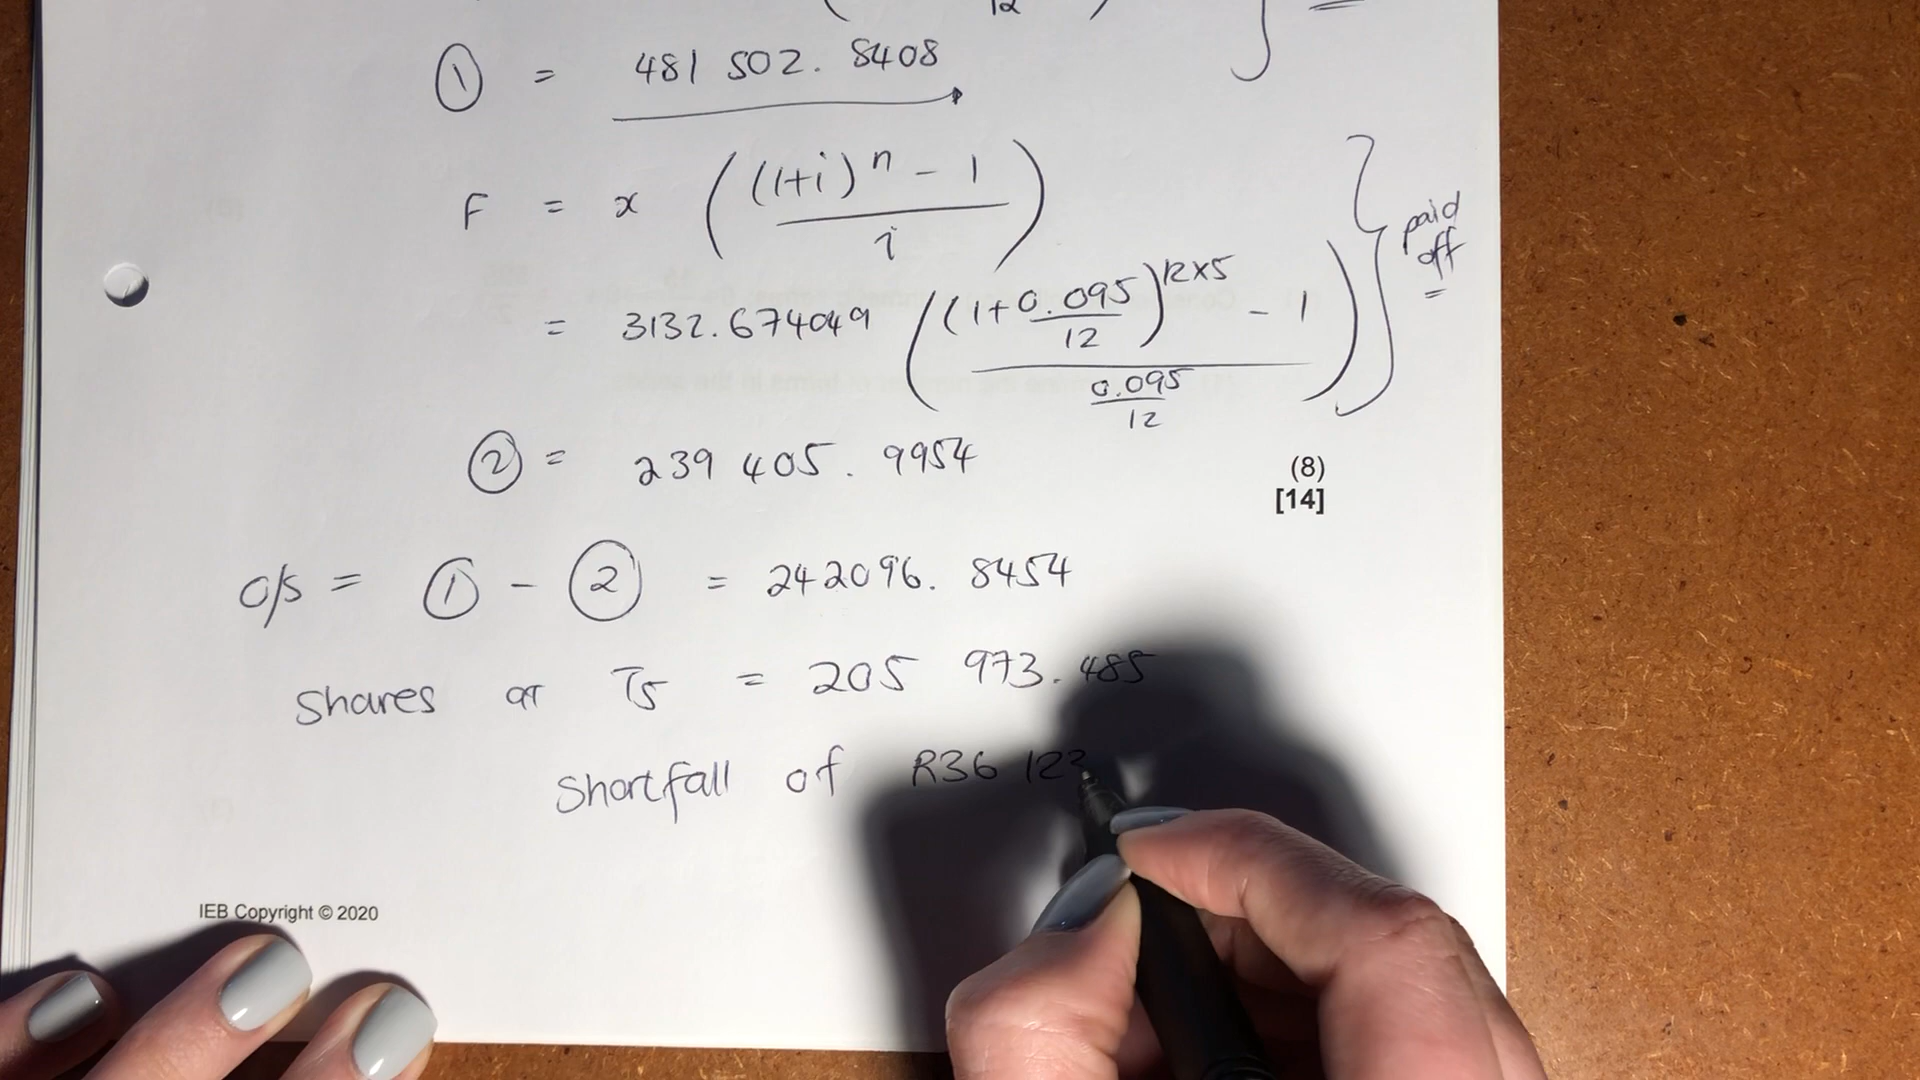 12
① = 481 502. 8408
F = x ( ((1+i)^n - 1) / i )
paid off
= 3132.674049 ( ((1+0.095/12)^12x5 - 1) / (0.095/12) )
② = 239 405. 9954
(8)
[14]
o/s = ① - ② = 242096. 8454
Shares at T5 = 205 973.485
Shortfall of R36 123
IEB Copyright © 2020